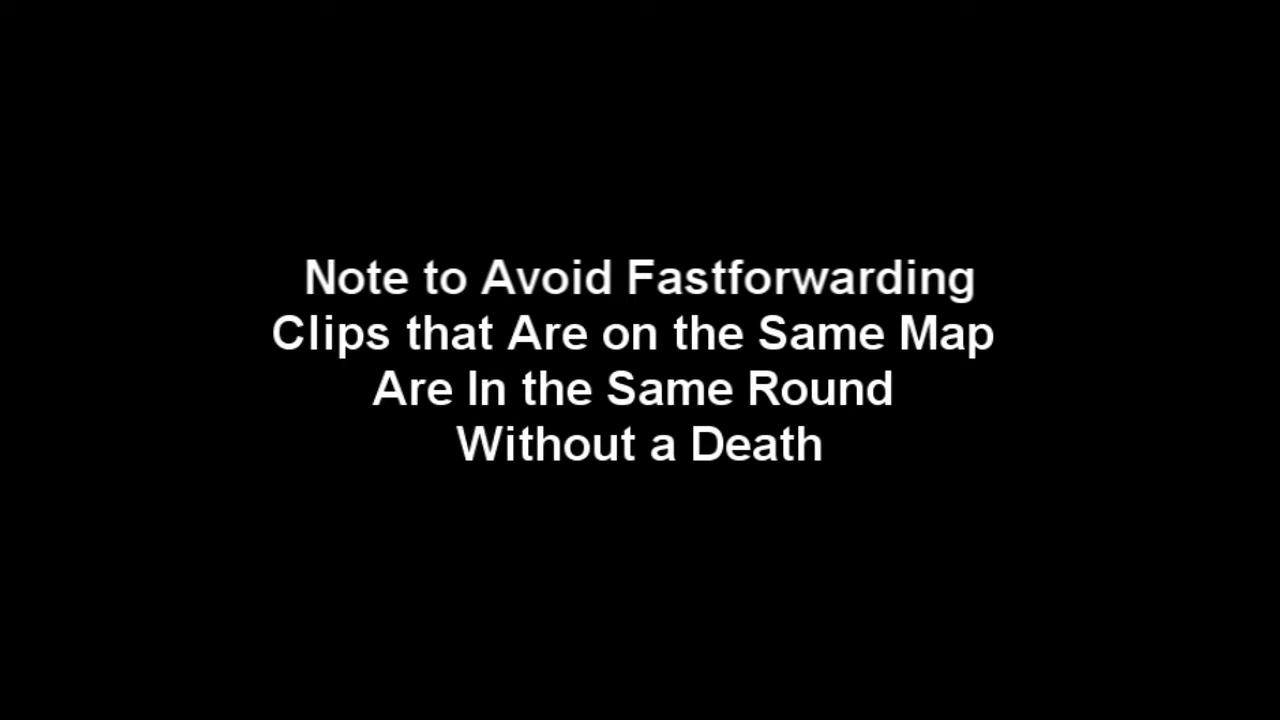 Note to Avoid Fastforwarding
Clips that Are on the Same Map
Are In the Same Round
Without a Death